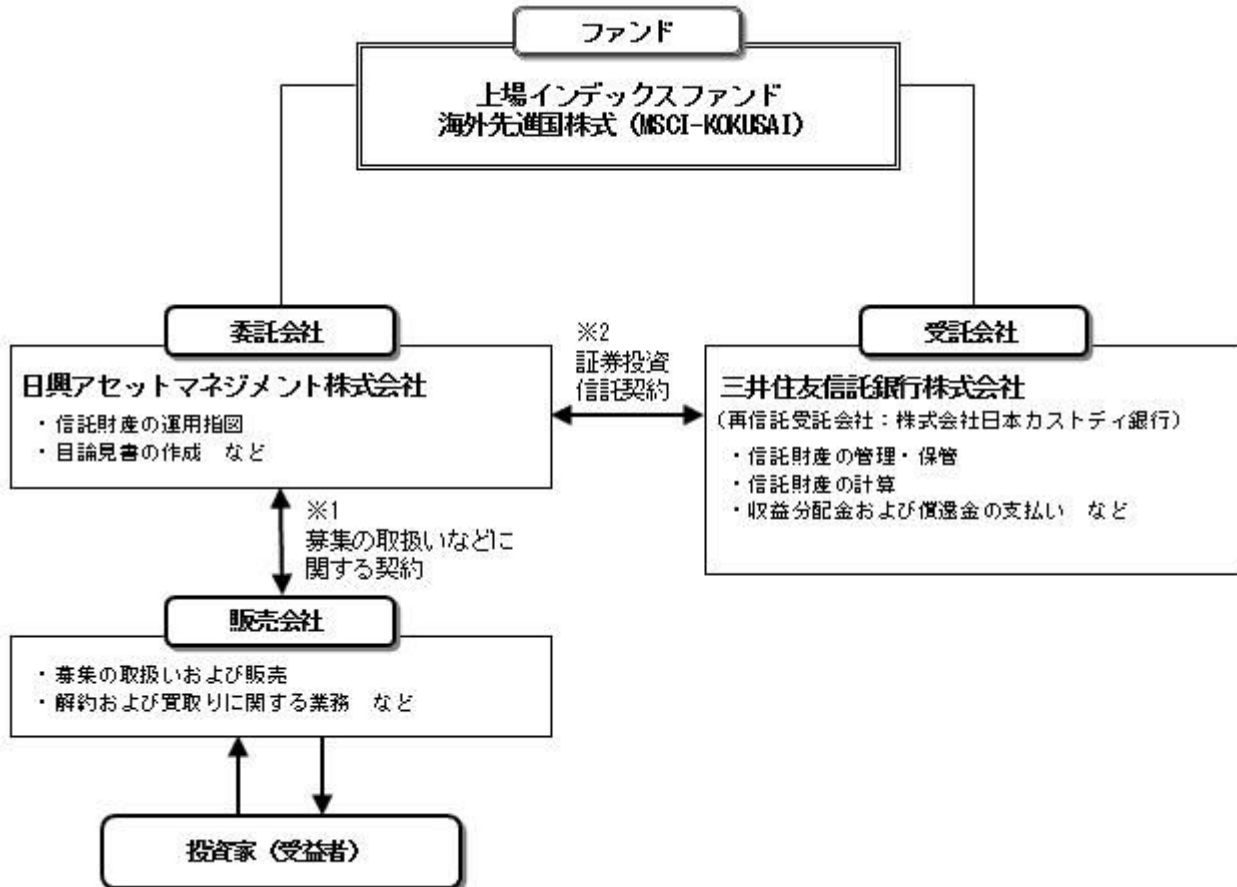 ファンド
上場インデックスファンド
海外先進国株式（MSCI-KOKUSAI）
委託会社
日興アセットマネジメント株式会社
・信託財産の運用指図
・目論見書の作成　など
※2
証券投資
信託契約
受託会社
三井住友信託銀行株式会社
（再信託受託会社：株式会社日本カストディ銀行）
・信託財産の管理・保管
・信託財産の計算
・収益分配金および償還金の支払い　など
※1
募集の取扱いなどに
関する契約
販売会社
・募集の取扱いおよび販売
・解約および買取りに関する業務　など
投資家（受益者）